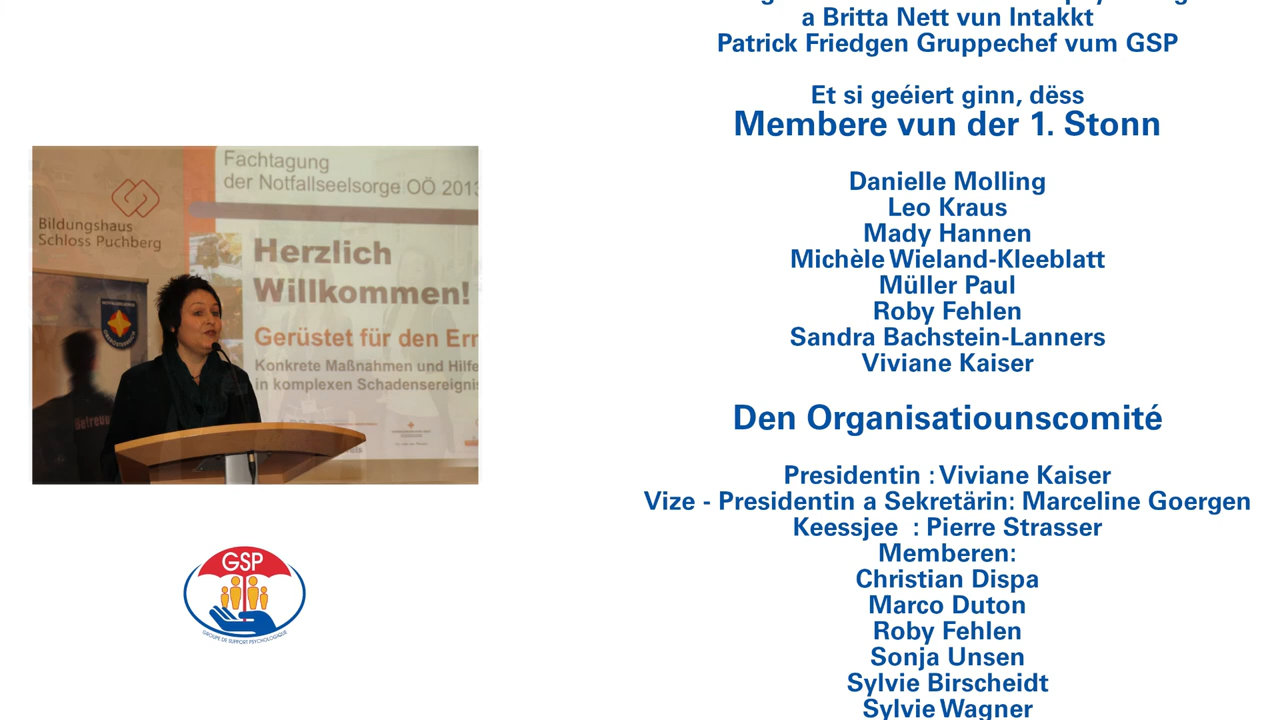 a Britta Nett vun Intakkt
Patrick Friedgen Gruppechef vum GSP
Et si geéiert ginn, dëss
Membere vun der 1. Stonn
Danielle Molling
Leo Kraus
Mady Hannen
Michèle Wieland-Kleeblatt
Müller Paul
Roby Fehlen
Sandra Bachstein-Lanners
Viviane Kaiser
Den Organisatiounscomité
Presidentin : Viviane Kaiser
Vize - Presidentin a Sekretärin: Marceline Goergen
Keessjee : Pierre Strasser
Memberen:
Christian Dispa
Marco Duton
Roby Fehlen
Sonja Unsen
Sylvie Birscheidt
Sylvie Wagner
Fachtagung
der Notfallseelsorge OÖ 2013
Bildungshaus
Schloss Puchberg
Herzlich
Willkommen!
Gerüstet für den
Konkrete Maßnahmen und Hilfe
in komplexen
GSP
GROUPE DE SUPPORT PSYCHOLOGIQUE